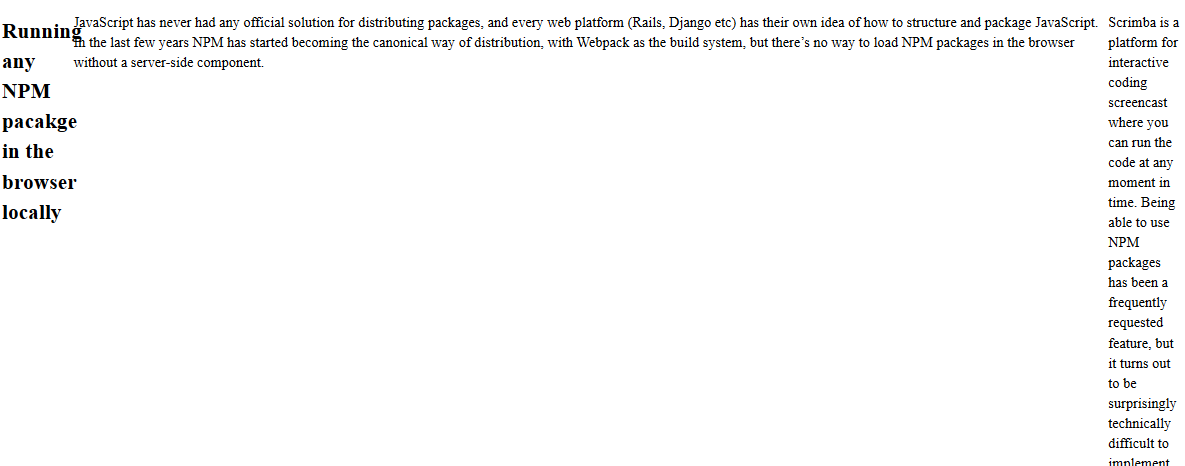 Running
any
NPM
pacakge
in the
browser
locally
JavaScript has never had any official solution for distributing packages, and every web platform (Rails, Django etc) has their own idea of how to structure and package JavaScript.
In the last few years NPM has started becoming the canonical way of distribution, with Webpack as the build system, but there’s no way to load NPM packages in the browser
without a server-side component.
Scrimba is a
platform for
interactive
coding
screencast
where you
can run the
code at any
moment in
time. Being
able to use
NPM
packages
has been a
frequently
requested
feature, but
it turns out
to be
surprisingly
technically
difficult to
implement